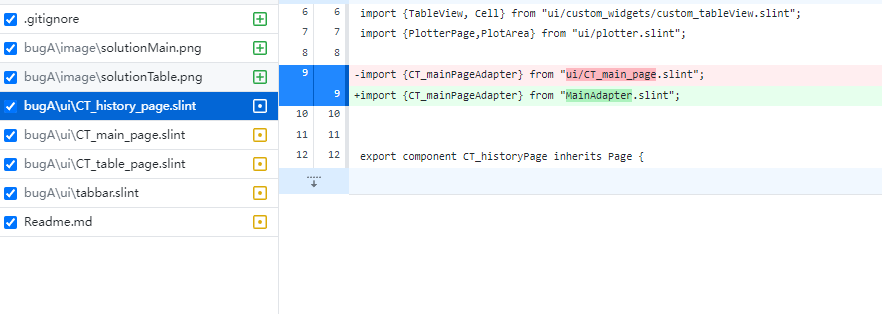 .gitignore
bugA\image\solutionMain.png
bugA\image\solutionTable.png
bugA\ui\CT_history_page.slint
bugA\ui\CT_main_page.slint
bugA\ui\CT_table_page.slint
bugA\ui\tabbar.slint
Readme.md
6 6 import {TableView, Cell} from "ui/custom_widgets/custom_tableView.slint";
7 7 import {PlotterPage,PlotArea} from "ui/plotter.slint";
8 8
9 -import {CT_mainPageAdapter} from "ui/CT_main_page.slint";
9 +import {CT_mainPageAdapter} from "MainAdapter.slint";
10 10
11 11
12 12 export component CT_historyPage inherits Page {